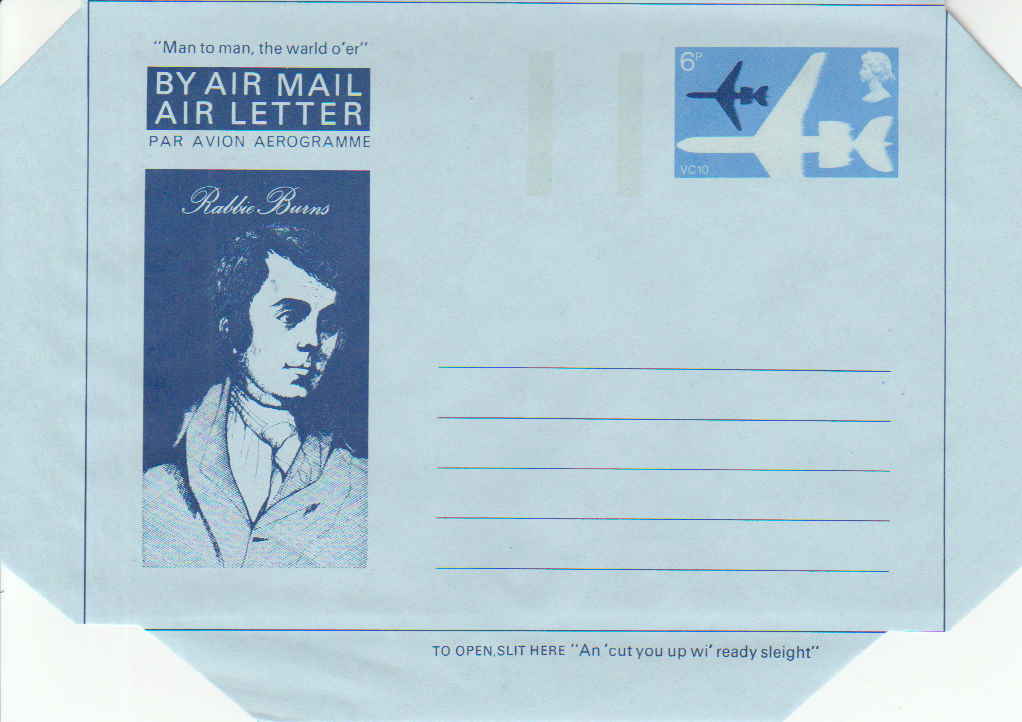 "Man to man, the warld o'er"
BY AIR MAIL
AIR LETTER
PAR AVION AEROGRAMME
6P
VC10
Rabbie Burns
TO OPEN, SLIT HERE "An 'cut you up wi' ready sleight"